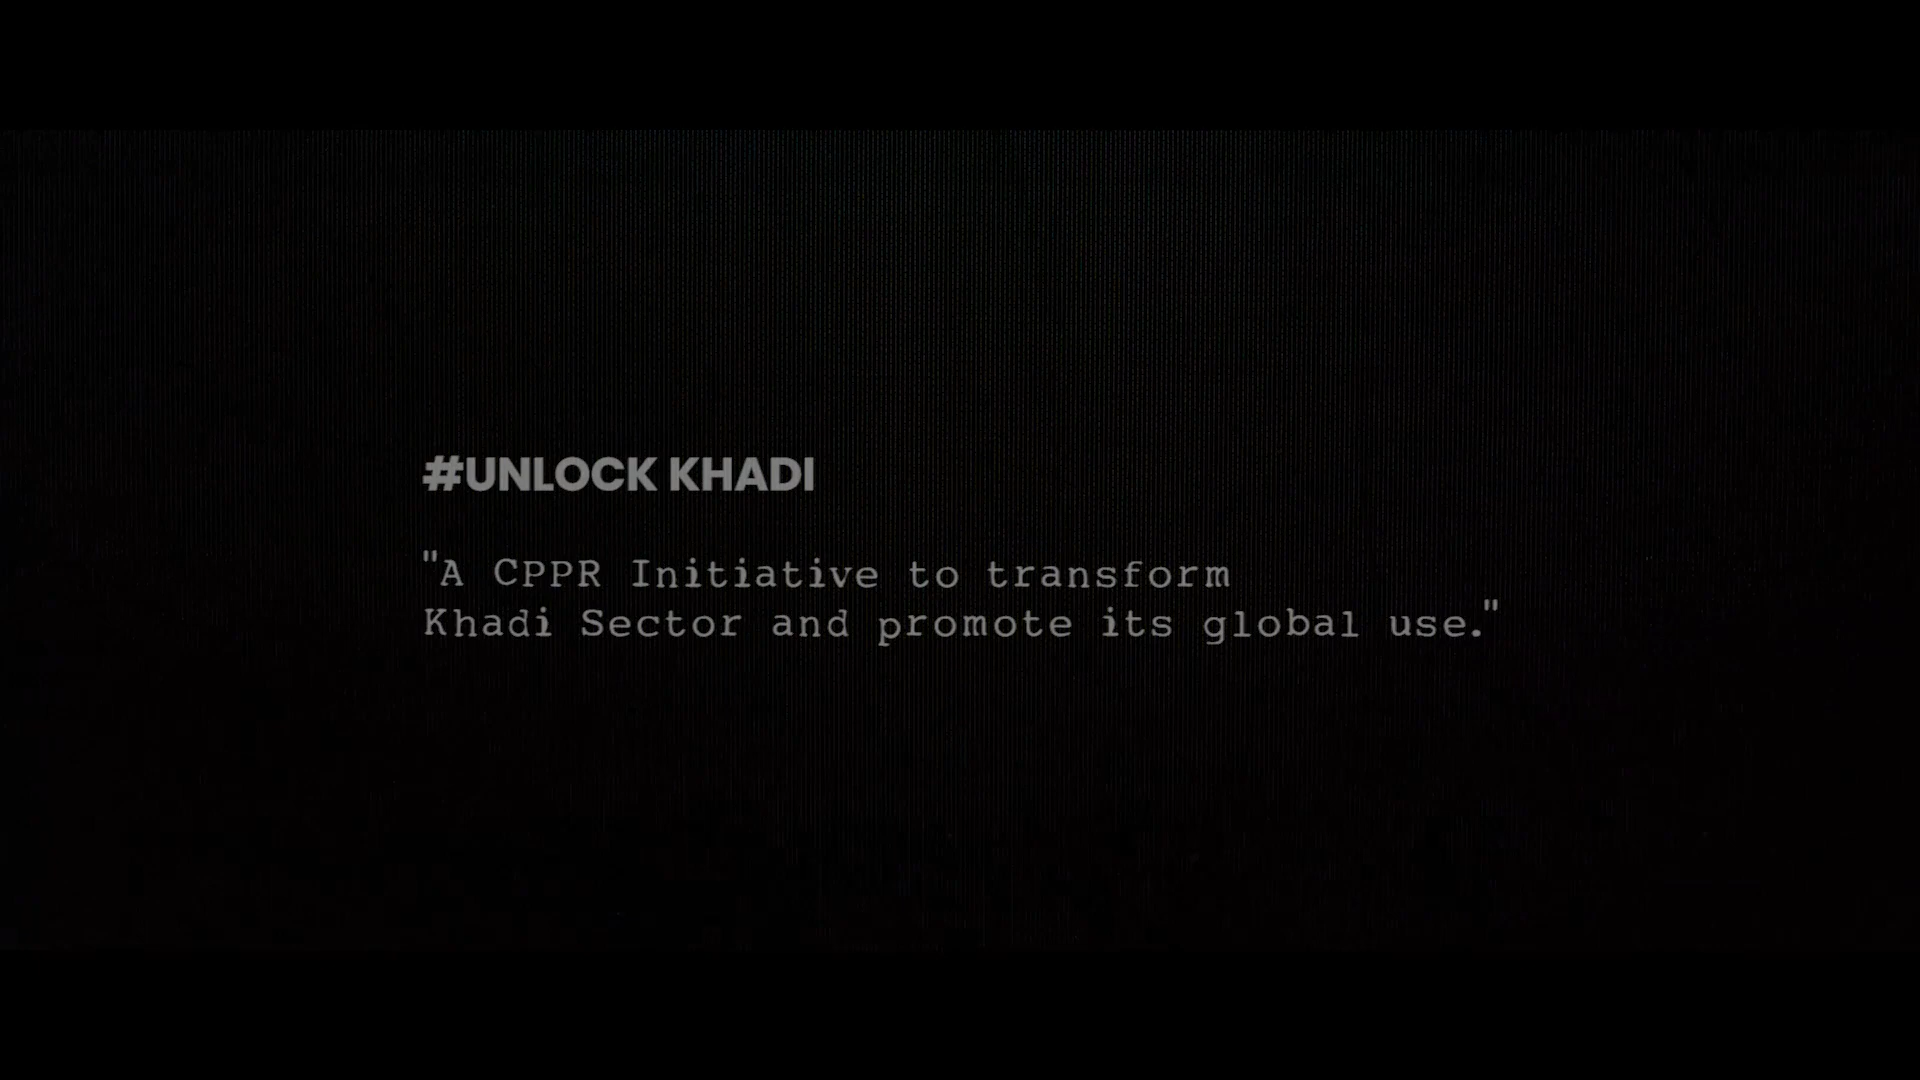 #UNLOCK KHADI
"A CPPR Initiative to transform
Khadi Sector and promote its global use."